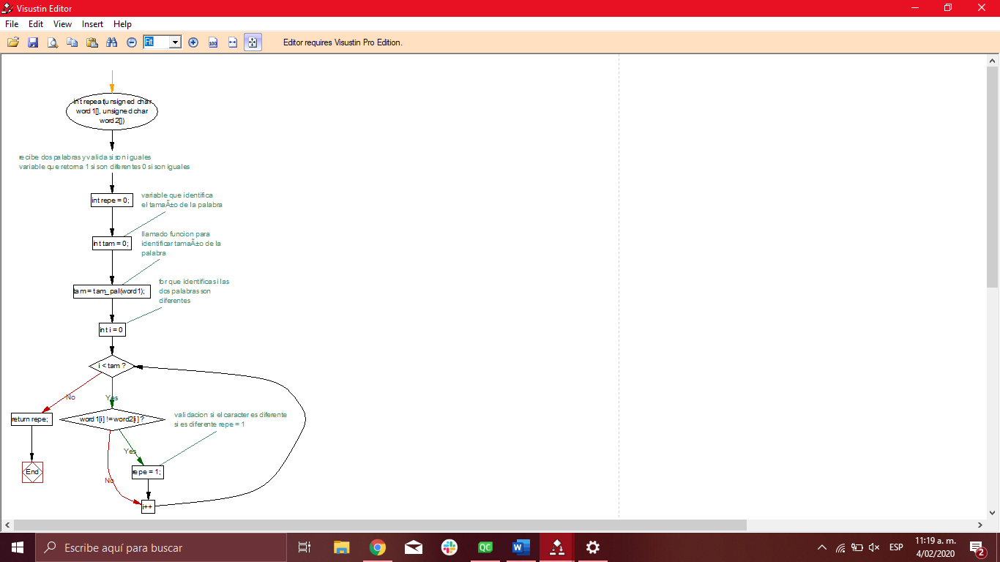 Visustin Editor
File Edit View Insert Help
Fit
100
Editor requires Visustin Pro Edition.
int repeat(unsigned char
word1[], unsigned char
word2[])
recibe dos palabras y valida si son iguales
variable que retorna 1 si son diferentes 0 si son iguales
int repe = 0;
variable que identifica
el tamaÃ±o de la palabra
int tam = 0;
llamado funcion para
identificar tamaÃ±o de la
palabra
tam = tam_pal(word1);
for que identifica si las
dos palabras son
diferentes
int i = 0
i < tam ?
No
Yes
return repe;
word1[i] != word2[i] ?
validacion si el caracter es diferente
si es diferente repe = 1
Yes
End
repe = 1;
No
i++
Escribe aquí para buscar
QC
W
ESP
11:19 a. m.
4/02/2020
2